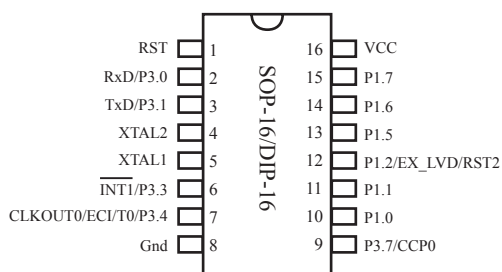 RST 1 16 VCC
RxD/P3.0 2 15 P1.7
TxD/P3.1 3 14 P1.6
XTAL2 4 13 P1.5
XTAL1 5 12 P1.2/EX_LVD/RST2
INT1/P3.3 6 11 P1.1
CLKOUT0/ECI/T0/P3.4 7 10 P1.0
Gnd 8 9 P3.7/CCP0
SOP-16/DIP-16